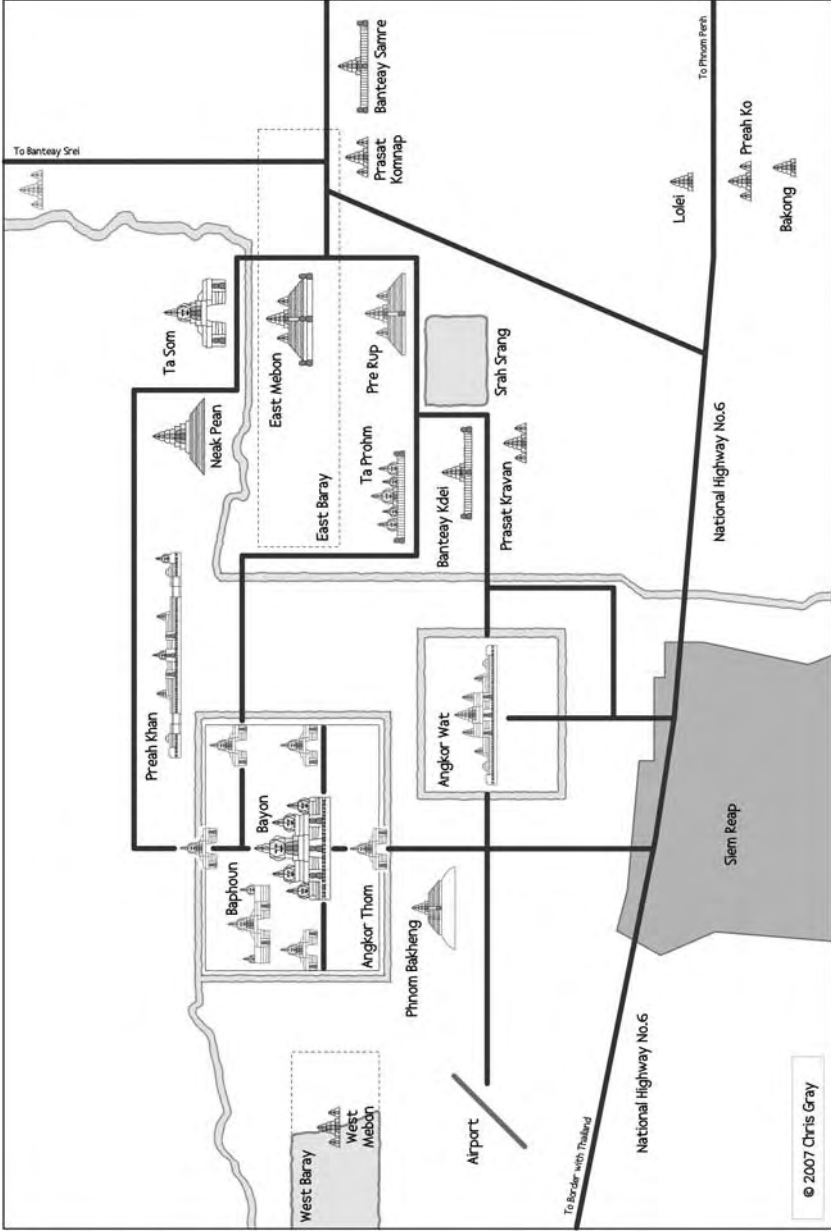 To Banteay Srei
Banteay Samre
Prasat
Komnap
To Phnom Penh
Lolei
Preah Ko
Bakong
Ta Som
Neak Pean
East Mebon
East Baray
Pre Rup
Srah Srang
Ta Prohm
Banteay Kdei
Prasat Kravan
National Highway No.6
Preah Khan
Baphoun
Bayon
Angkor Thom
Angkor Wat
Phnom Bakheng
Siem Reap
West Baray
West
Mebon
Airport
National Highway No.6
To Border with Thailand
© 2007 Chris Gray